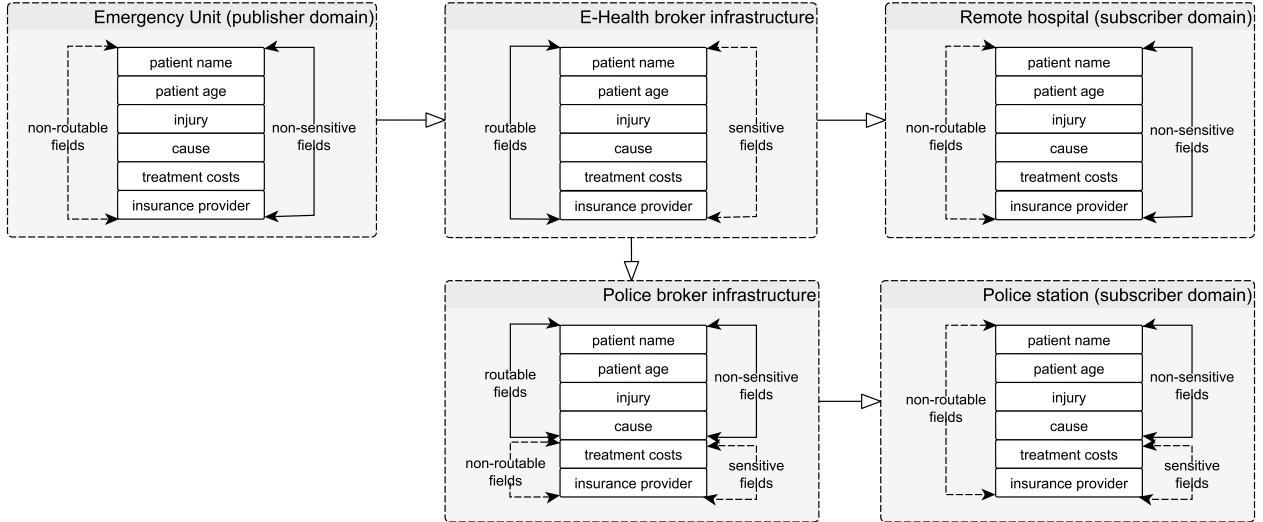 Emergency Unit (publisher domain)
patient name
patient age
injury
cause
treatment costs
insurance provider
non-routable
fields
non-sensitive
fields
E-Health broker infrastructure
patient name
patient age
injury
cause
treatment costs
insurance provider
routable
fields
sensitive
fields
Remote hospital (subscriber domain)
patient name
patient age
injury
cause
treatment costs
insurance provider
non-routable
fields
non-sensitive
fields
Police broker infrastructure
patient name
patient age
injury
cause
treatment costs
insurance provider
routable
fields
non-routable
fields
non-sensitive
fields
sensitive
fields
Police station (subscriber domain)
patient name
patient age
injury
cause
treatment costs
insurance provider
non-routable
fields
non-sensitive
fields
sensitive
fields